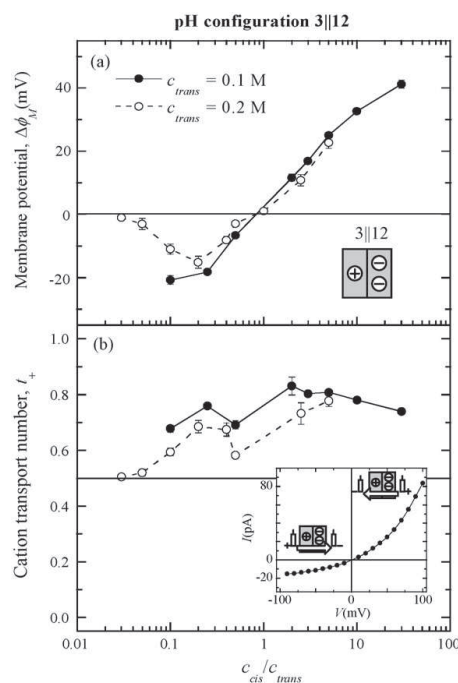 pH configuration 3||12
(a)
c_trans = 0.1 M
c_trans = 0.2 M
Membrane potential, Δϕ_M(mV)
40
20
0
-20
3||12
+
−
−
(b)
Cation transport number, t_+
1.0
0.8
0.6
0.4
0.2
0.0
I(pA)
80
40
0
-20
-100
0
100
V(mV)
0.01
0.1
1
10
100
c_cis/c_trans